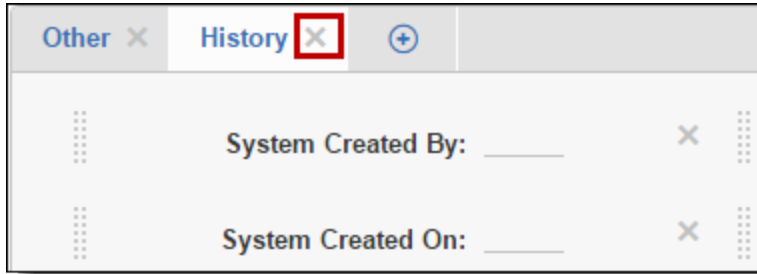 Other History
System Created By:
System Created On: